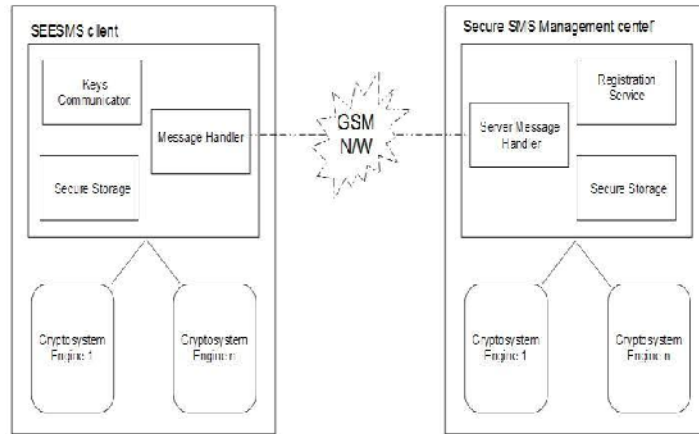 SEESMS client
Keys
Communicator
Message Handler
Secure Storage
Cryptosystem
Engine 1
Cryptosystem
Engine n
GSM
N/W
Secure SMS Management center
Registration
Service
Server Message
Handler
Secure Storage
Cryptosystem
Engine 1
Cryptosystem
Engine n